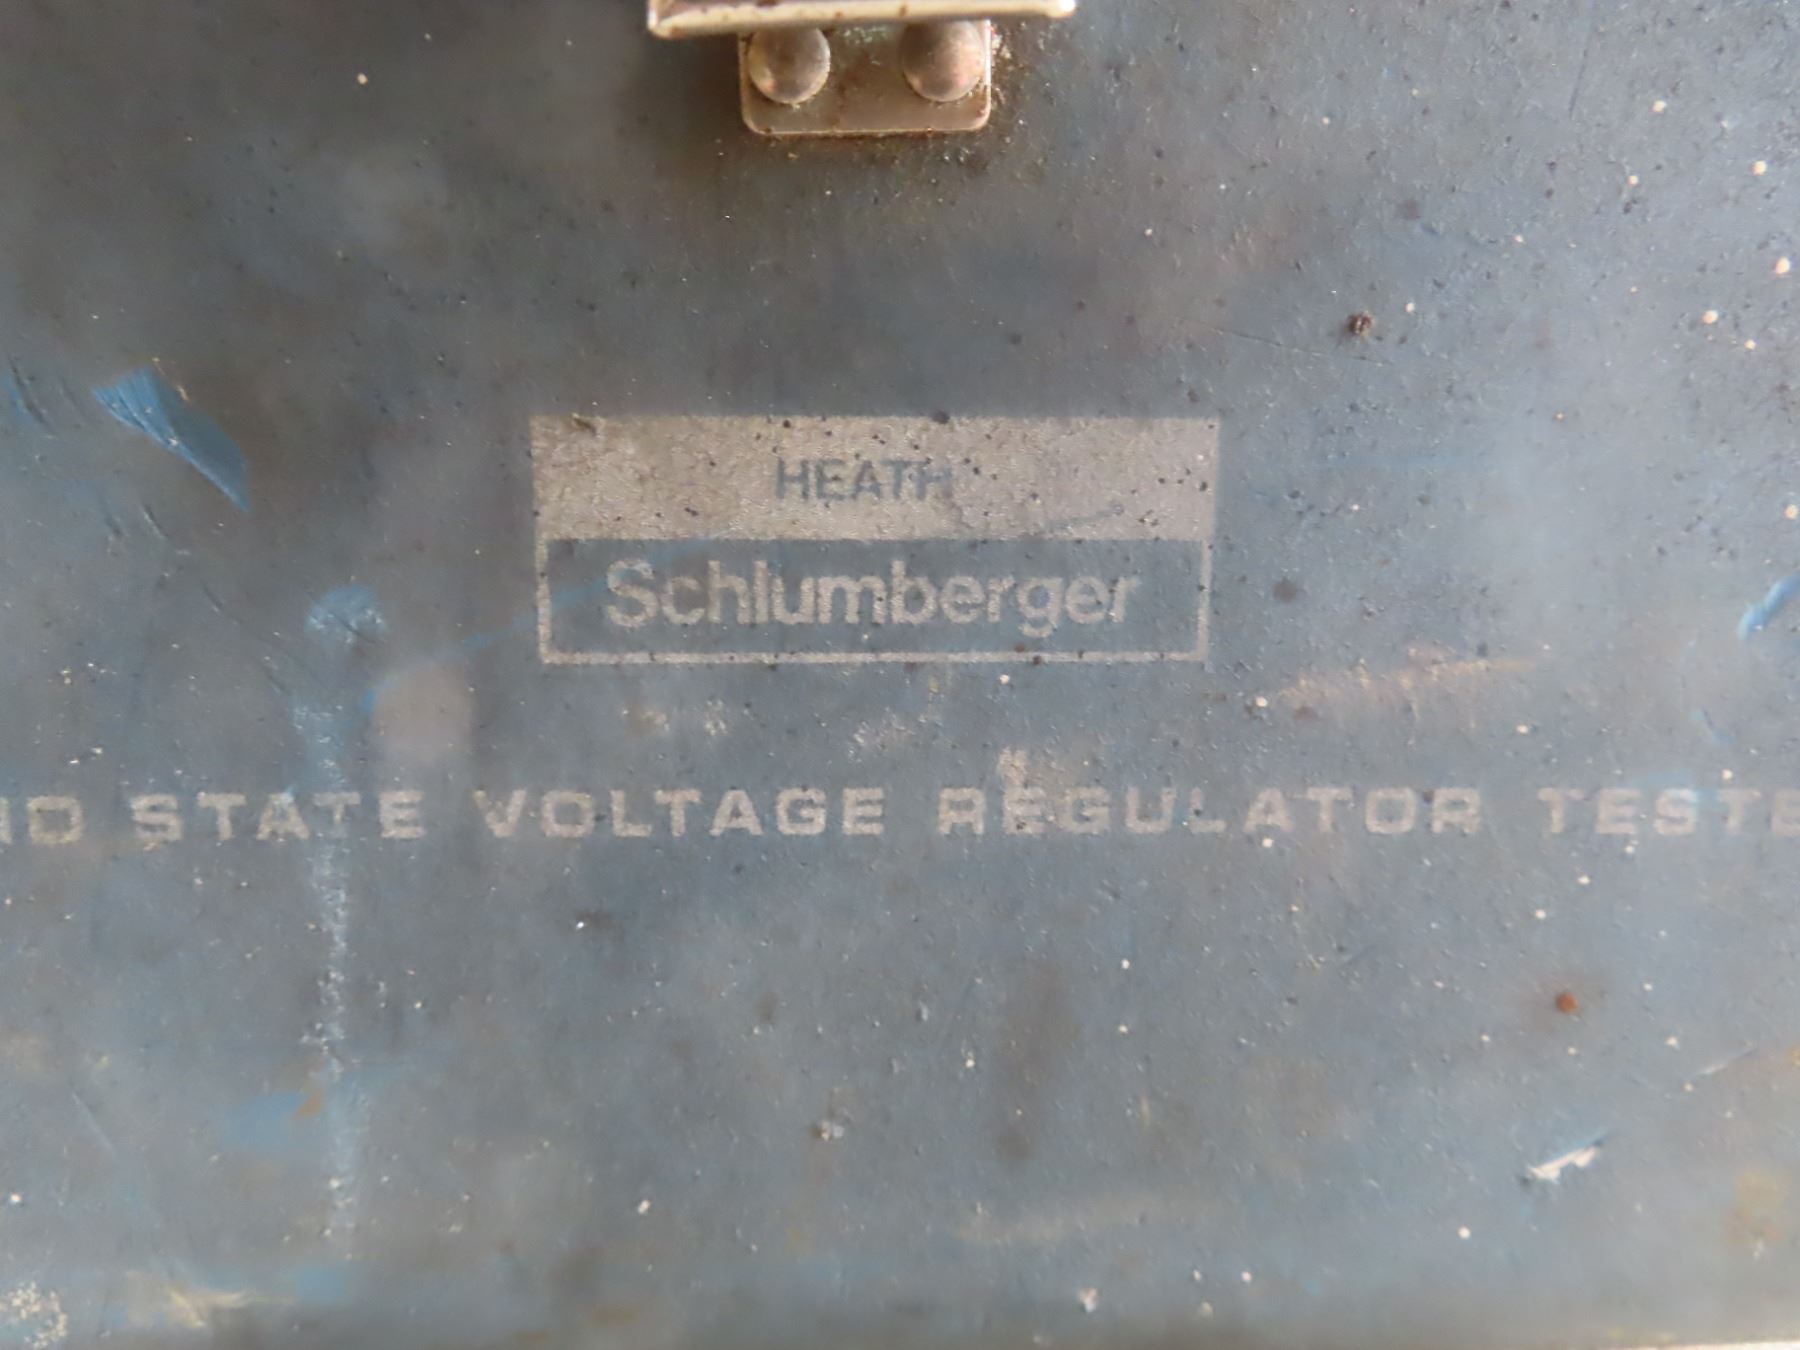 HEATH
Schlumberger
STATE VOLTAGE REGULATOR